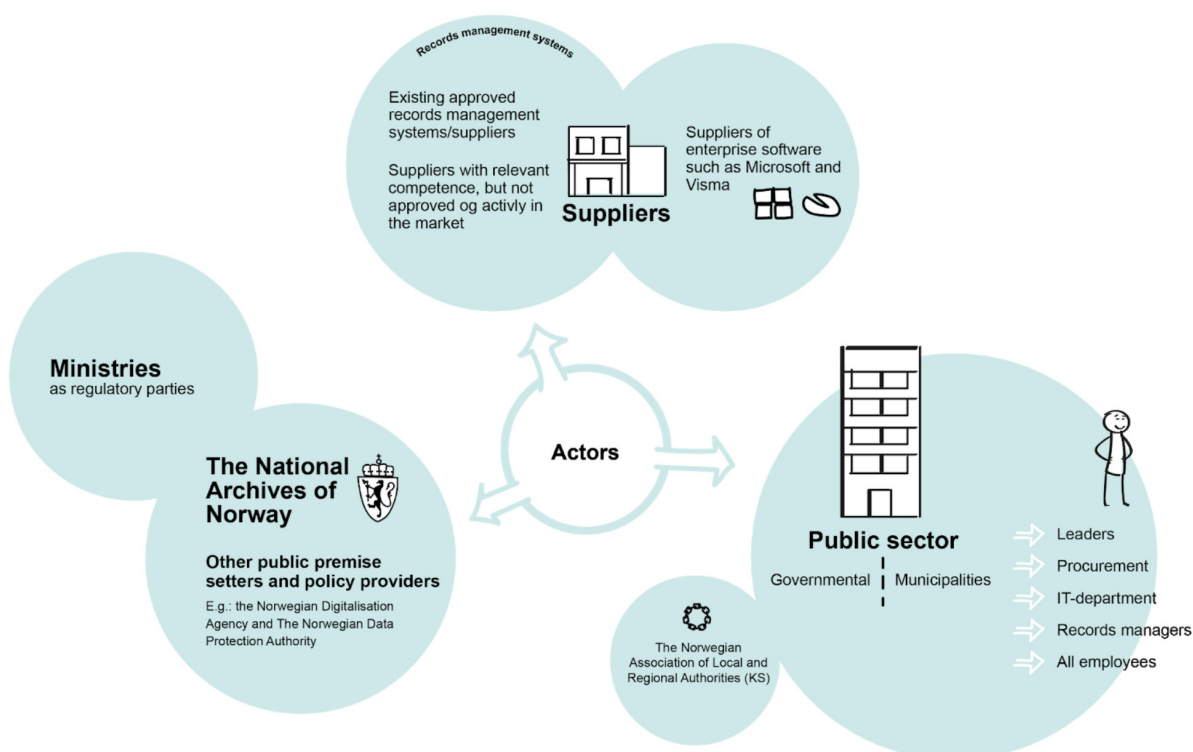 Records management systems
Existing approved
records management
systems/suppliers
Suppliers with relevant
competence, but not
approved og activly in
the market
Suppliers
Suppliers of
enterprise software
such as Microsoft and
Visma
Ministries
as regulatory parties
The National
Archives of
Norway
Other public premise
setters and policy providers
E.g.: the Norwegian Digitalisation
Agency and The Norwegian Data
Protection Authority
Actors
Public sector
Governmental
Municipalities
Leaders
Procurement
IT-department
Records managers
All employees
The Norwegian
Association of Local and
Regional Authorities (KS)